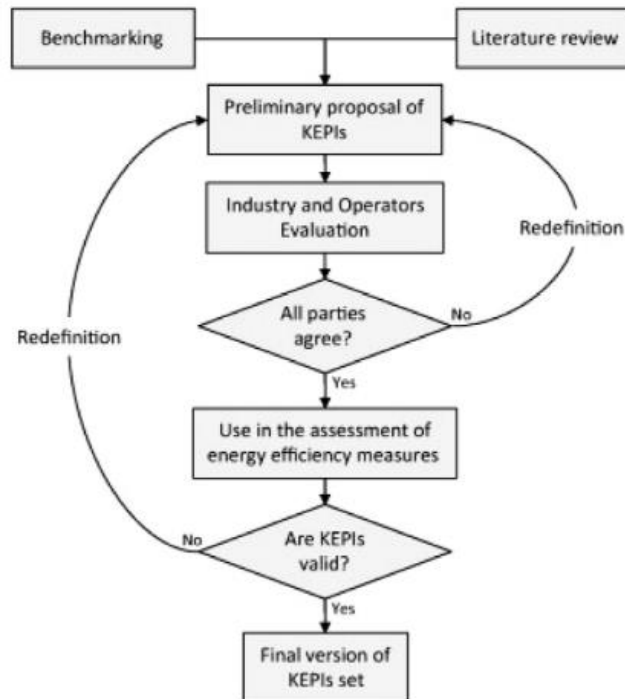 Benchmarking
Literature review
Preliminary proposal of
KEPIs
Industry and Operators
Evaluation
Redefinition
All parties
agree?
No
Redefinition
Yes
Use in the assessment of
energy efficiency measures
No
Are KEPIs
valid?
Yes
Final version of
KEPIs set